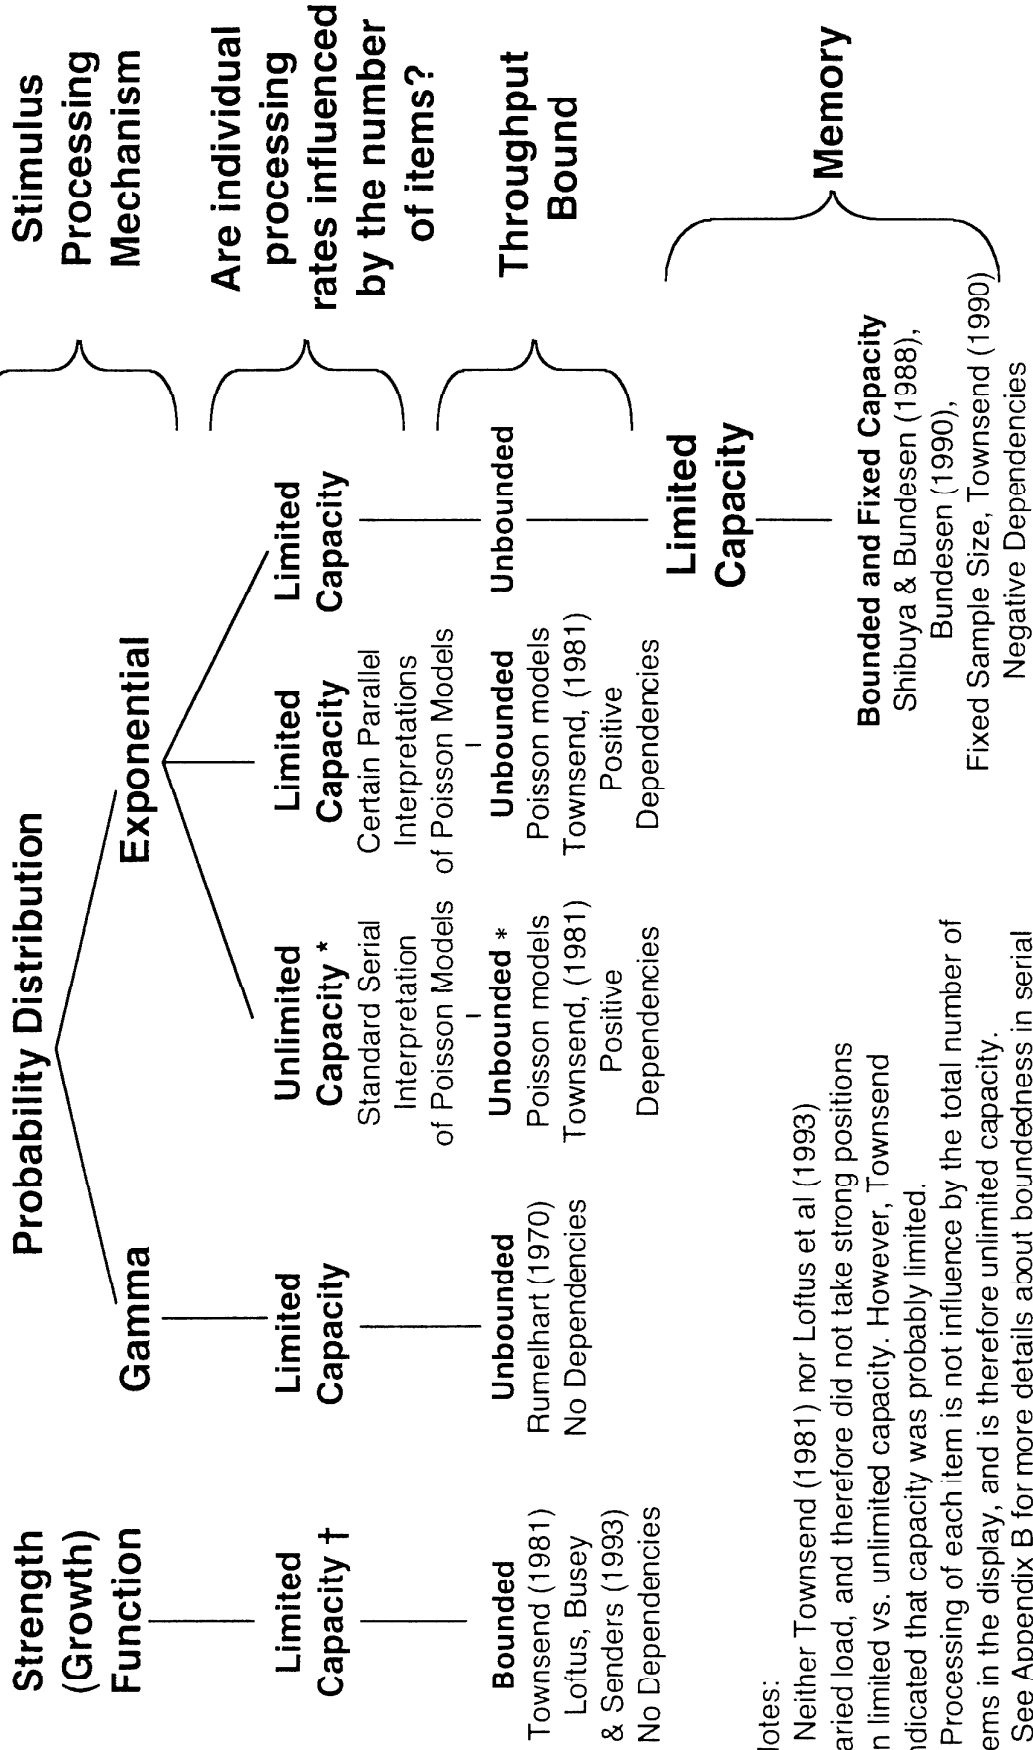 Probability Distribution
Strength
(Growth)
Function
Gamma
Exponential
Stimulus
Processing
Mechanism
Limited
Capacity †
Limited
Capacity
Unlimited
Capacity *
Standard Serial
Interpretation
of Poisson Models
Limited
Capacity
Certain Parallel
Interpretations
of Poisson Models
Limited
Capacity
Are individual
processing
rates influenced
by the number
of items?
Bounded
Townsend (1981)
Loftus, Busey
& Senders (1993)
No Dependencies
Unbounded
Rumelhart (1970)
No Dependencies
Unbounded *
Poisson models
Townsend, (1981)
Positive
Dependencies
Unbounded
Poisson models
Townsend, (1981)
Positive
Dependencies
Unbounded
Throughput
Bound
Limited
Capacity
Memory
Bounded and Fixed Capacity
Shibuya & Bundesen (1988),
Bundesen (1990),
Fixed Sample Size, Townsend (1990)
Negative Dependencies
lotes:
Neither Townsend (1981) nor Loftus et al (1993)
aried load, and therefore did not take strong positions
n limited vs. unlimited capacity. However, Townsend
ndicated that capacity was probably limited.
Processing of each item is not influence by the total number of
ems in the display, and is therefore unlimited capacity.
See Appendix B for more details about boundedness in serial